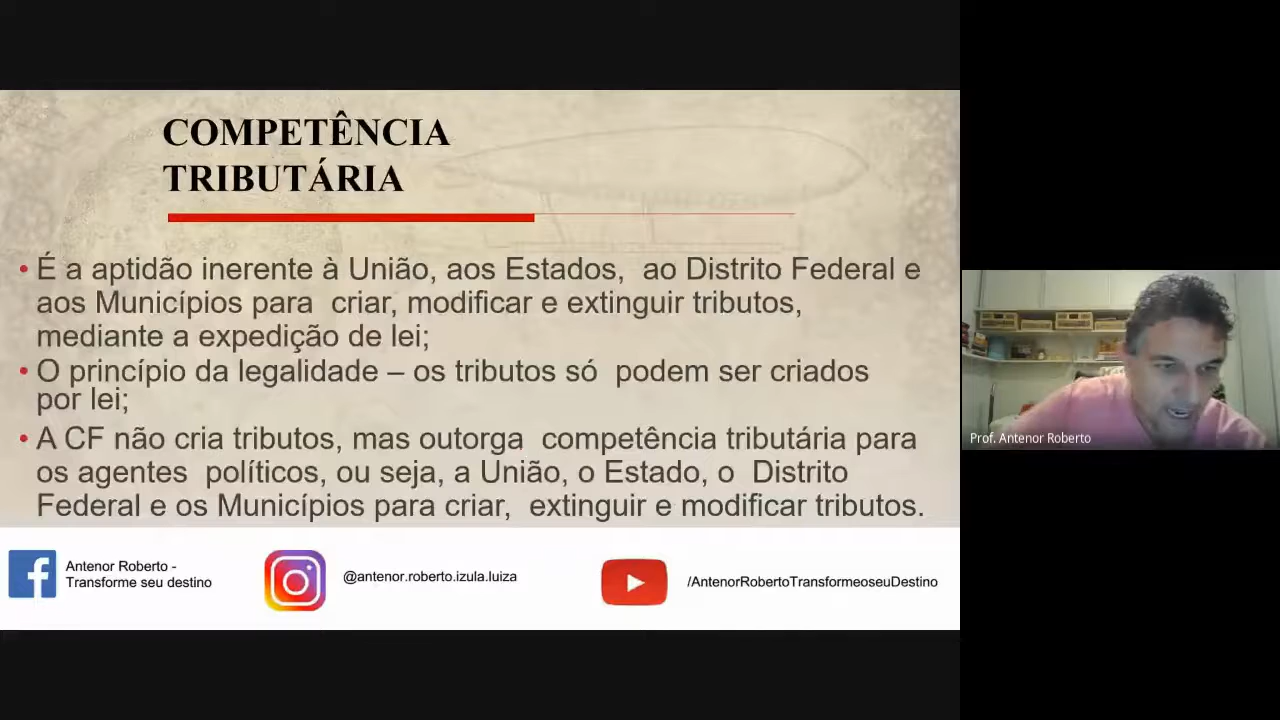 COMPETÊNCIA
TRIBUTÁRIA
• É a aptidão inerente à União, aos Estados, ao Distrito Federal e
aos Municípios para criar, modificar e extinguir tributos,
mediante a expedição de lei;
• O princípio da legalidade – os tributos só podem ser criados
por lei;
• A CF não cria tributos, mas outorga competência tributária para
os agentes políticos, ou seja, a União, o Estado, o Distrito
Federal e os Municípios para criar, extinguir e modificar tributos.
Antenor Roberto -
Transforme seu destino
@antenor.roberto.izula.luiza
/AntenorRobertoTransformeoseuDestino
Prof. Antenor Roberto